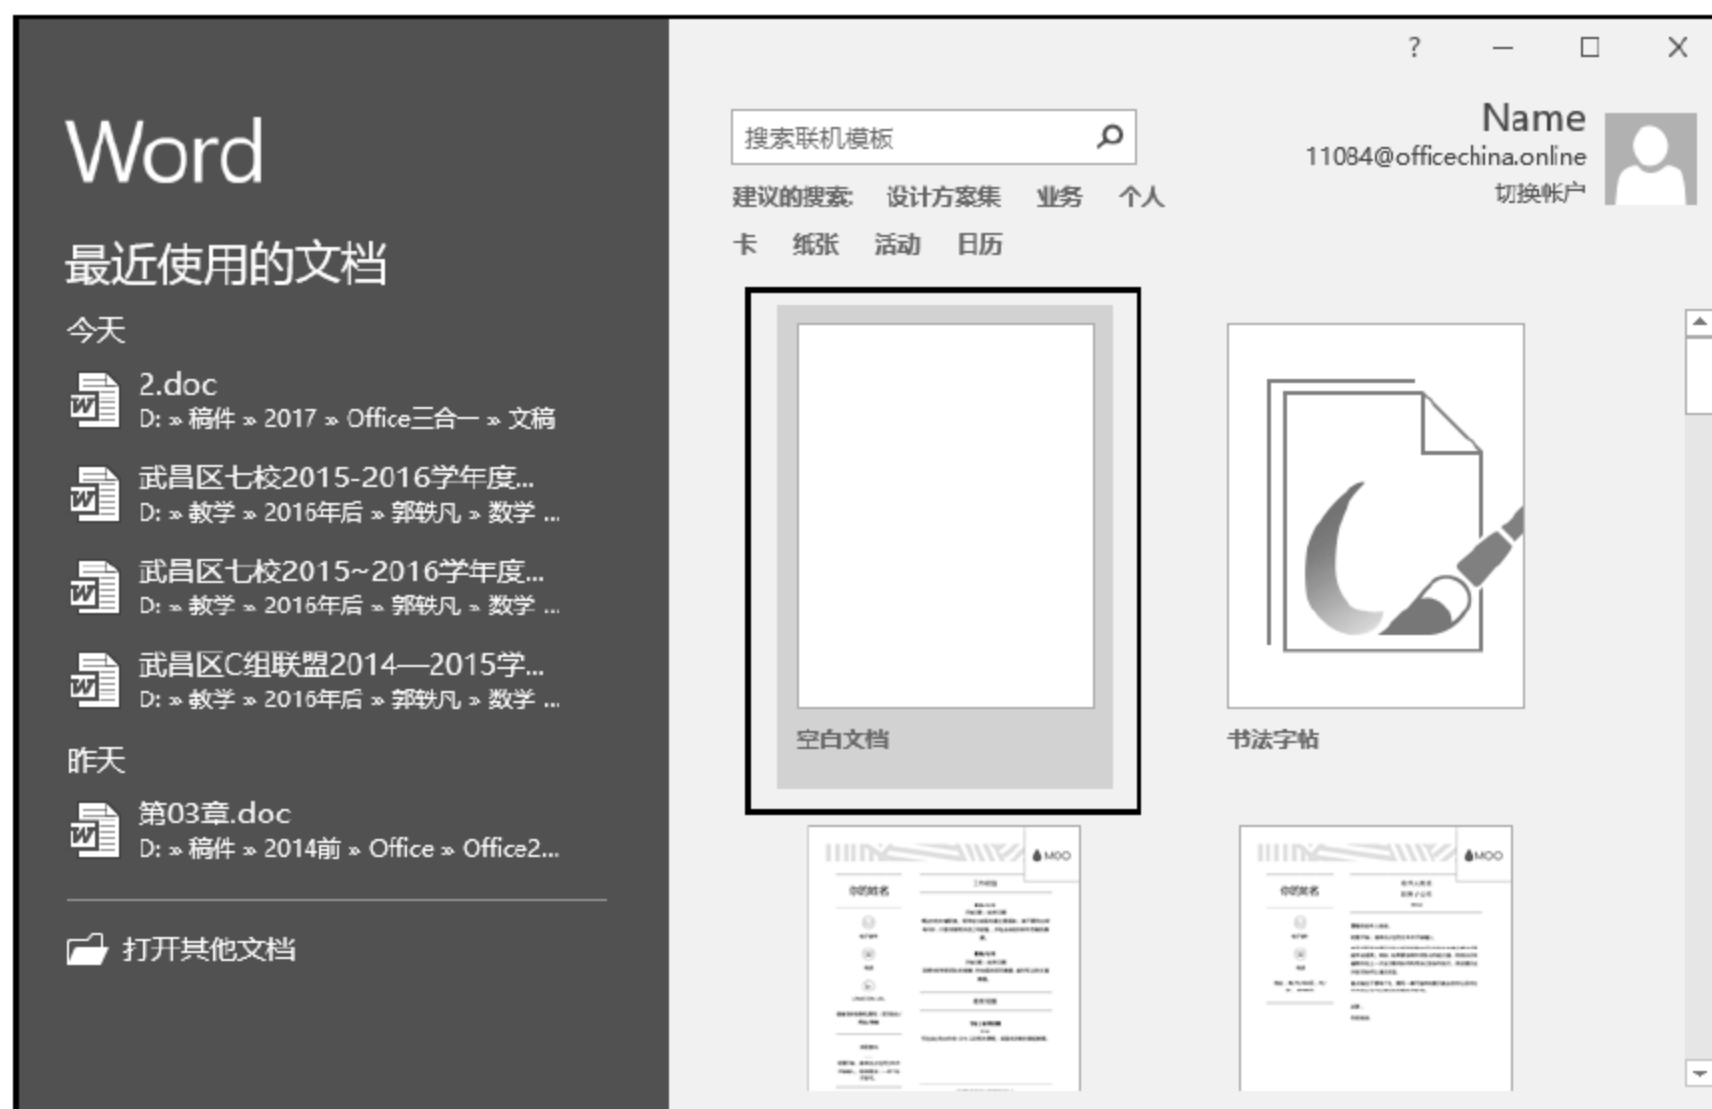 Word
最近使用的文档
今天
2.doc
D: » 稿件 » 2017 » Office三合一 » 文稿
武昌区七校2015-2016学年度...
D: » 教学 » 2016年后 » 郭轶凡 » 数学 ...
武昌区七校2015~2016学年度...
D: » 教学 » 2016年后 » 郭轶凡 » 数学 ...
武昌区C组联盟2014—2015学...
D: » 教学 » 2016年后 » 郭轶凡 » 数学 ...
昨天
第03章.doc
D: » 稿件 » 2014前 » Office » Office2...
打开其他文档
?
搜索联机模板
Name
11084@officechina.online
切换帐户
建议的搜索: 设计方案集 业务 个人
卡 纸张 活动 日历
空白文档
书法字帖
MOO
你的姓名
MOO
你的姓名